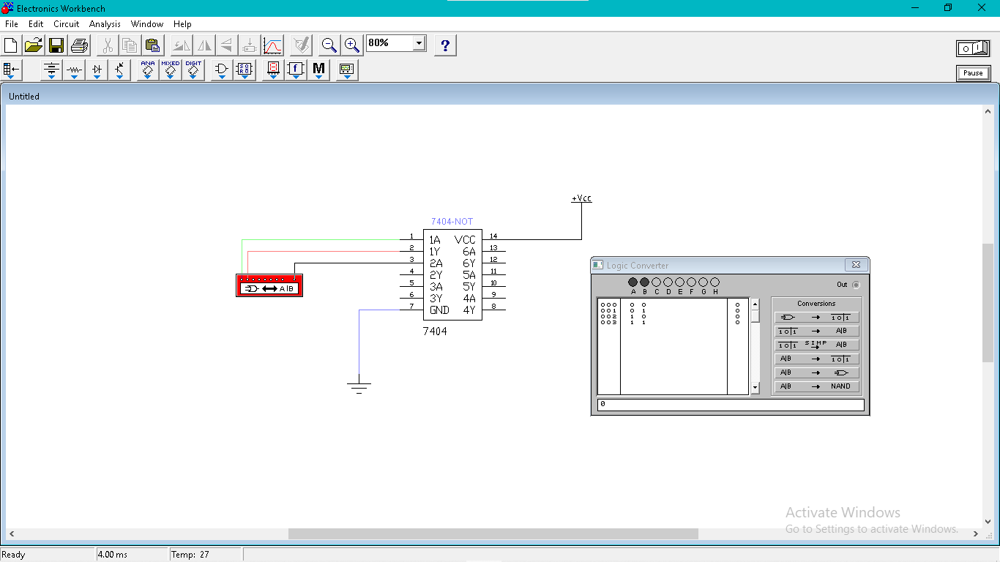 Electronics Workbench
File Edit Circuit Analysis Window Help
80%
?
0 1
ANA MIXED DIGIT
f M
Pause
Untitled
+Vcc
7404-NOT
1 1A VCC 14
2 1Y 6A 13
3 2A 6Y 12
4 2Y 5A 11
5 3A 5Y 10
6 3Y 4A 9
7 GND 4Y 8
7404
A|B
Logic Converter
Out
A B C D E F G H
000 0 0 0
001 0 1 0
002 1 0 0
003 1 1 0
Conversions
→ 1 0|1
1 0|1 → A|B
1 0|1 SIMP → A|B
A|B → 1 0|1
A|B →
A|B → NAND
0
Activate Windows
Go to Settings to activate Windows.
Ready 4.00 ms Temp: 27